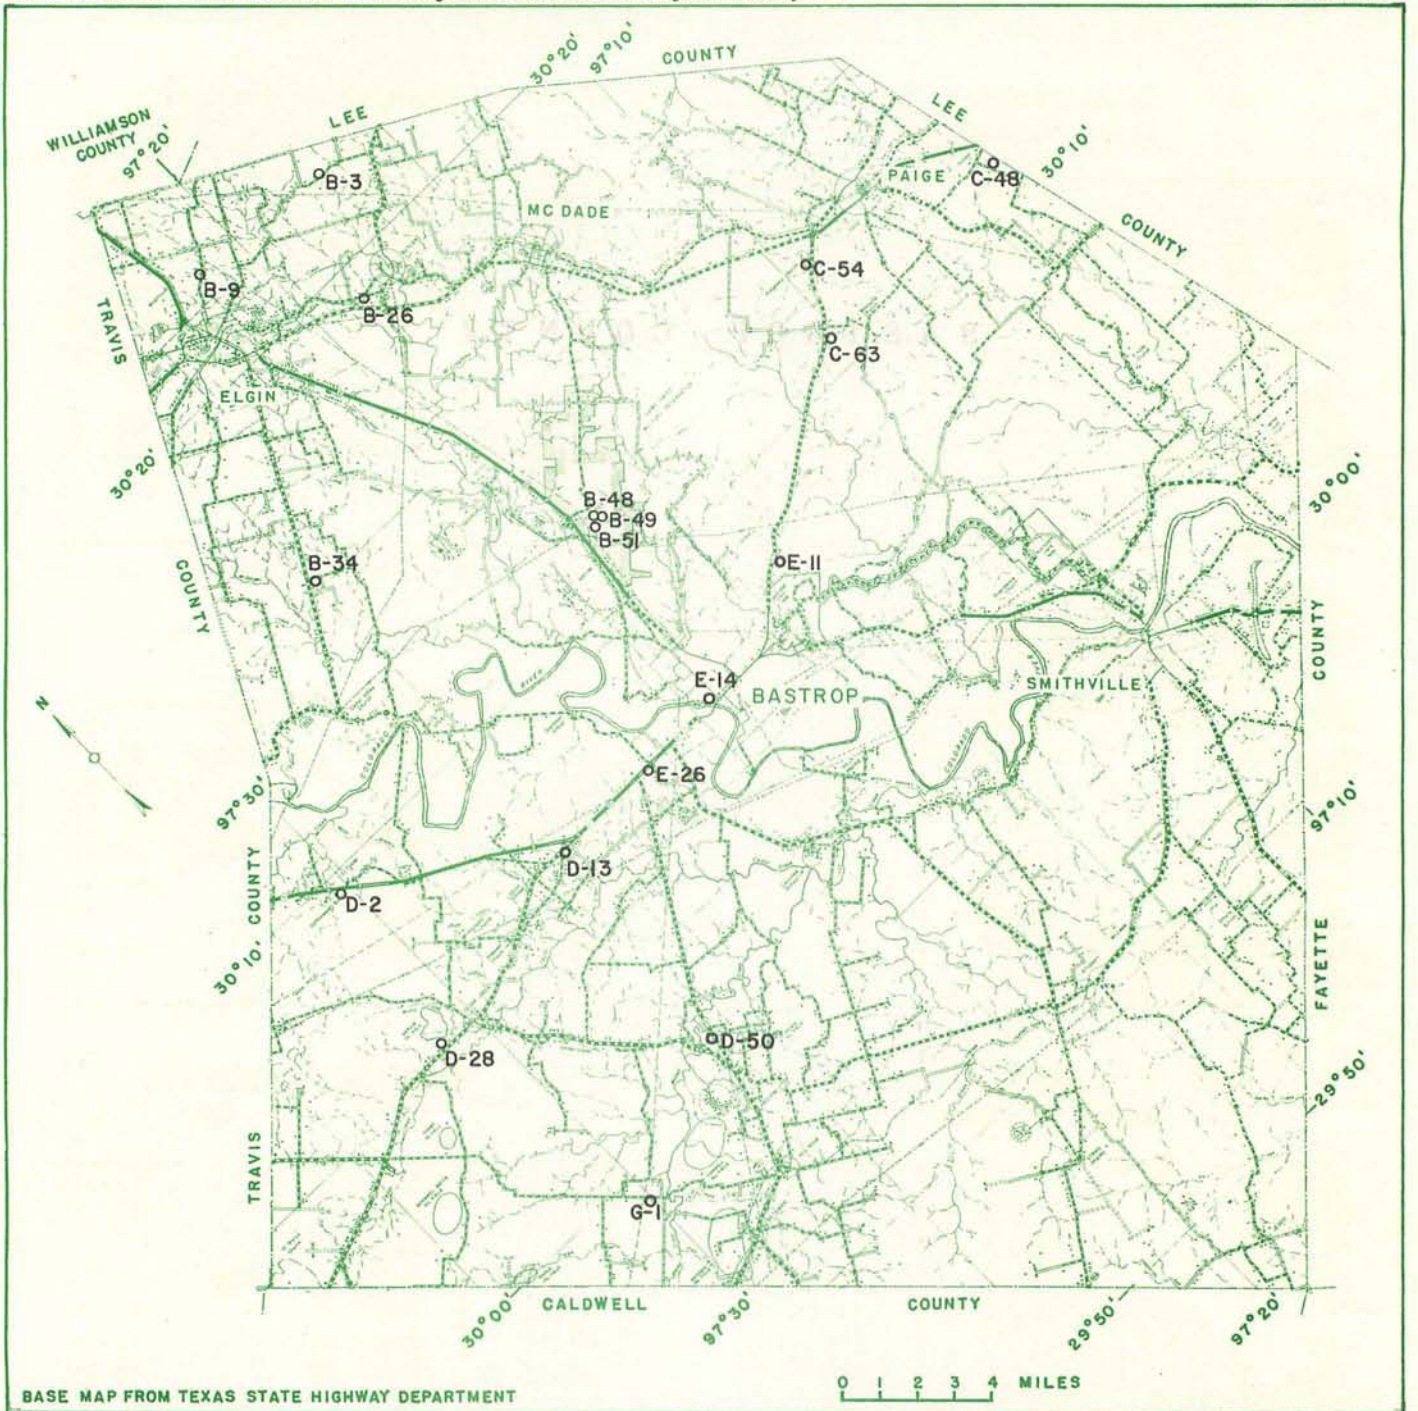 COUNTY
30°20'
97°10'
LEE
LEE
WILLIAMSON
COUNTY
97°20'
30°10'
B-3
PAIGE
C-48
MC DADE
COUNTY
C-54
B-9
B-26
TRAVIS
C-63
ELGIN
30°20'
30°00'
B-48
B-49
B-51
B-34
E-11
COUNTY
COUNTY
RIVER
E-14
BASTROP
SMITHVILLE
N
COLORADO
E-26
97°30'
97°10'
D-13
D-2
COUNTY
30°10'
FAYETTE
D-50
D-28
29°50'
TRAVIS
G-1
CALDWELL
COUNTY
30°00'
97°30'
29°50'
97°20'
0 1 2 3 4 MILES
BASE MAP FROM TEXAS STATE HIGHWAY DEPARTMENT